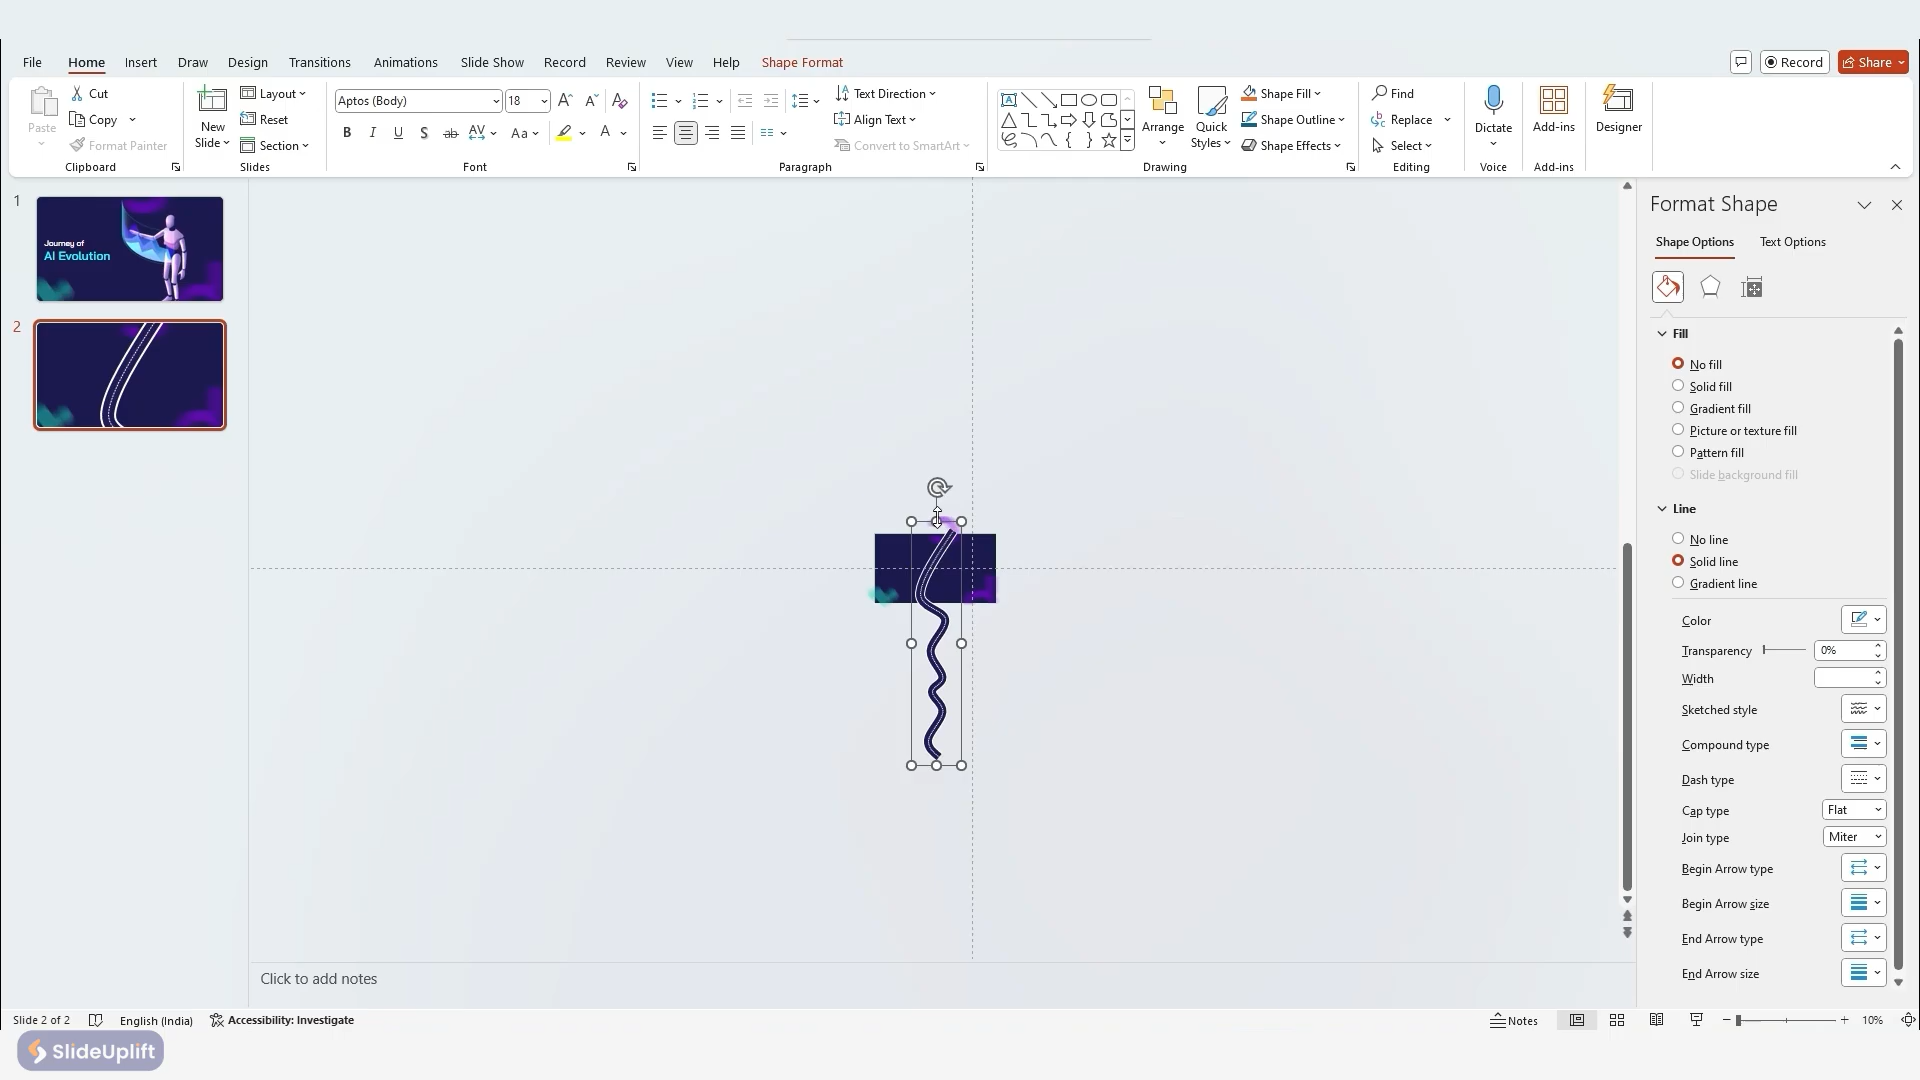 File Home Insert Draw Design Transitions Animations Slide Show Record Review View Help Shape Format
Record Share
Paste
Cut
Copy
Format Painter
Clipboard
New
Slide
Layout
Reset
Section
Slides
Aptos (Body) 18
B I U S ab AV Aa A
Font
Text Direction
Align Text
Convert to SmartArt
Paragraph
Arrange
Quick
Styles
Shape Fill
Shape Outline
Shape Effects
Drawing
Find
Replace
Select
Editing
Dictate
Voice
Add-ins
Add-ins
Designer
1
Journey of
AI Evolution
2
Format Shape
Shape Options Text Options
Fill
No fill
Solid fill
Gradient fill
Picture or texture fill
Pattern fill
Slide background fill
Line
No line
Solid line
Gradient line
Color
Transparency 0%
Width
Sketched style
Compound type
Dash type
Cap type Flat
Join type Miter
Begin Arrow type
Begin Arrow size
End Arrow type
End Arrow size
Click to add notes
Slide 2 of 2 English (India) Accessibility: Investigate
Notes 10%
SlideUplift